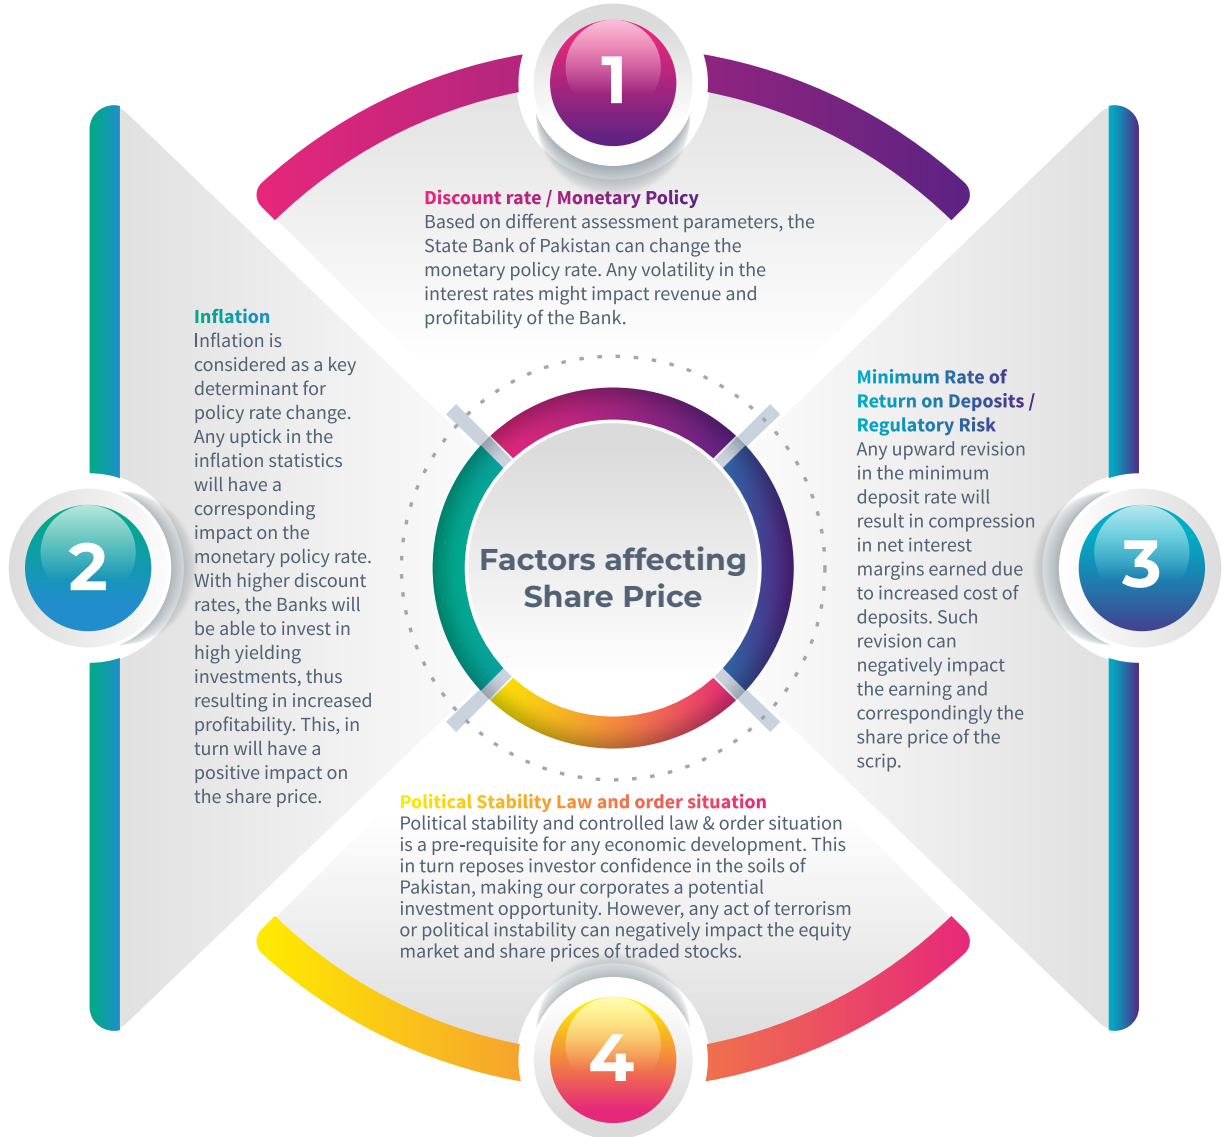 1
Discount rate / Monetary Policy
Based on different assessment parameters, the
State Bank of Pakistan can change the
monetary policy rate. Any volatility in the
interest rates might impact revenue and
profitability of the Bank.
2
Inflation
Inflation is
considered as a key
determinant for
policy rate change.
Any uptick in the
inflation statistics
will have a
corresponding
impact on the
monetary policy rate.
With higher discount
rates, the Banks will
be able to invest in
high yielding
investments, thus
resulting in increased
profitability. This, in
turn will have a
positive impact on
the share price.
Factors affecting
Share Price
3
Minimum Rate of
Return on Deposits /
Regulatory Risk
Any upward revision
in the minimum
deposit rate will
result in compression
in net interest
margins earned due
to increased cost of
deposits. Such
revision can
negatively impact
the earning and
correspondingly the
share price of the
scrip.
Political Stability Law and order situation
Political stability and controlled law & order situation
is a pre-requisite for any economic development. This
in turn reposes investor confidence in the soils of
Pakistan, making our corporates a potential
investment opportunity. However, any act of terrorism
or political instability can negatively impact the equity
market and share prices of traded stocks.
4